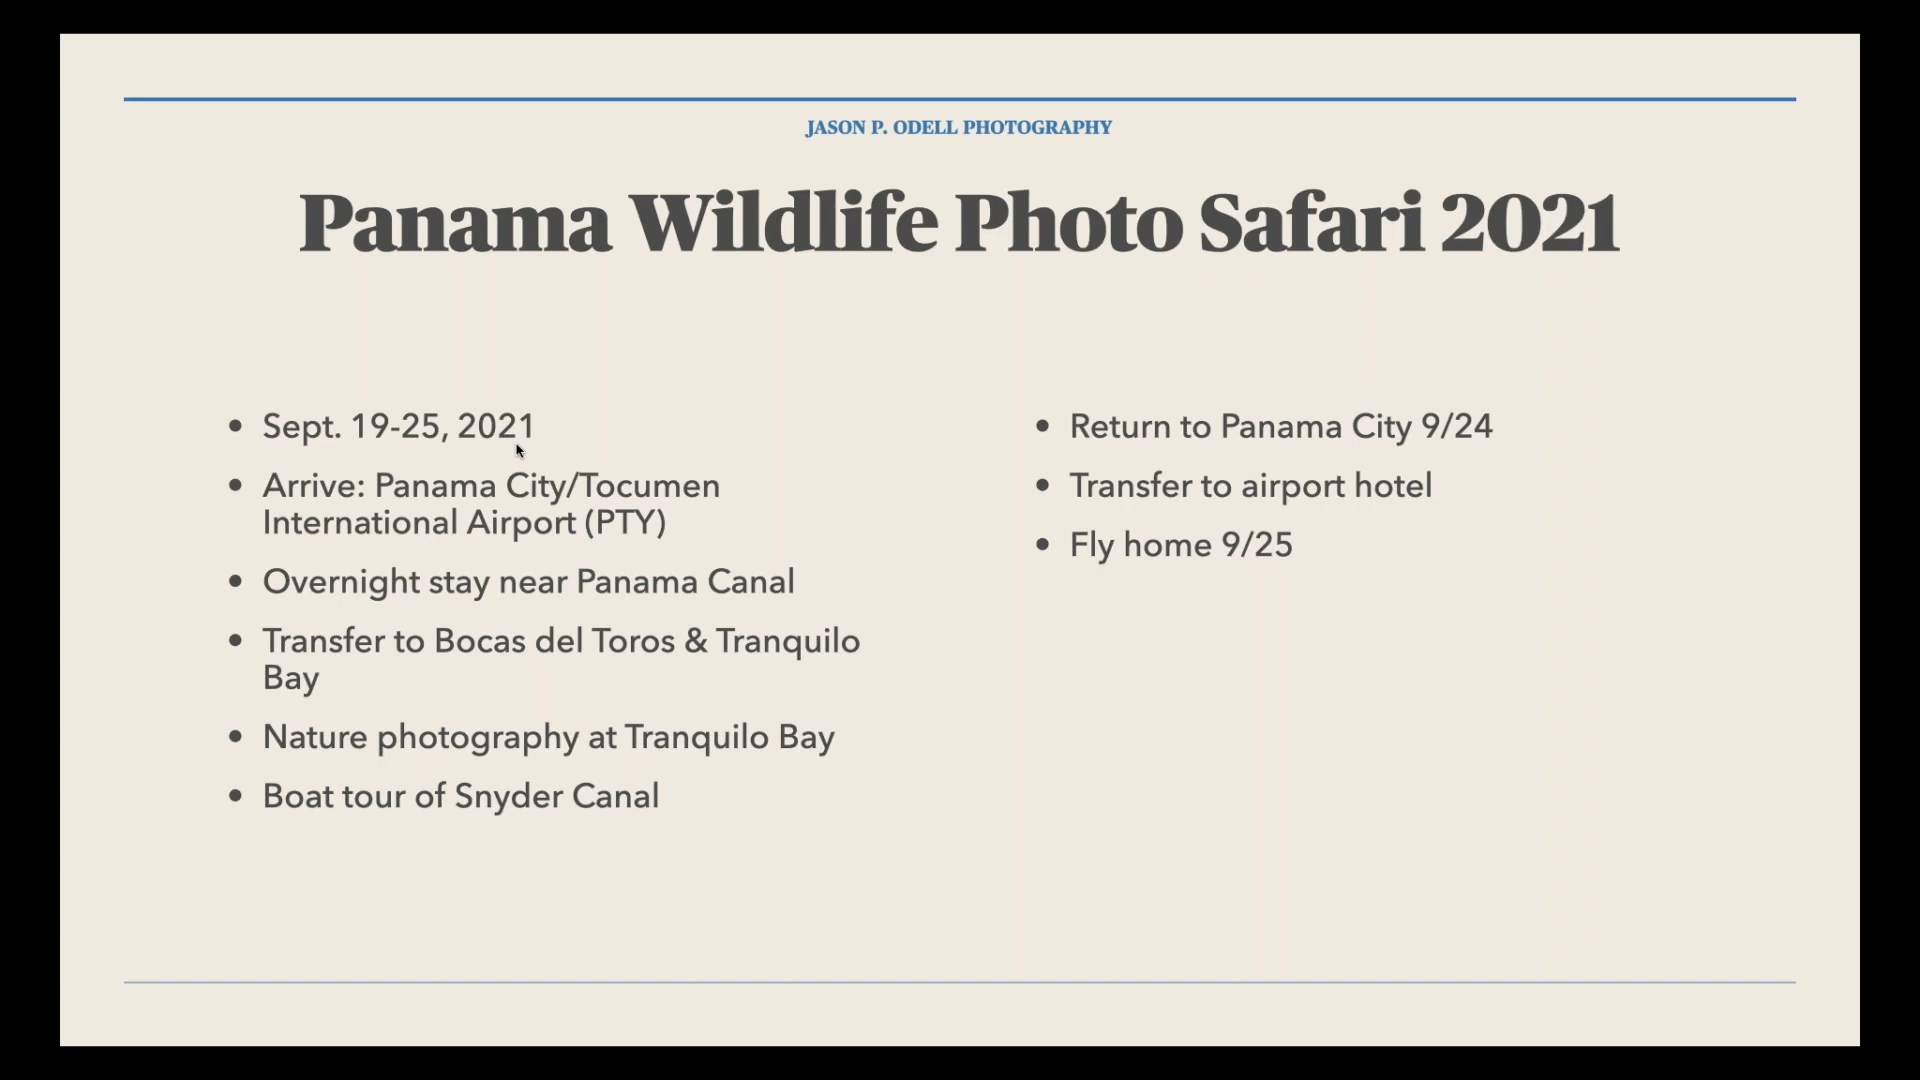 JASON P. ODELL PHOTOGRAPHY
Panama Wildlife Photo Safari 2021
• Sept. 19-25, 2021
• Arrive: Panama City/Tocumen
International Airport (PTY)
• Overnight stay near Panama Canal
• Transfer to Bocas del Toros & Tranquilo
Bay
• Nature photography at Tranquilo Bay
• Boat tour of Snyder Canal
• Return to Panama City 9/24
• Transfer to airport hotel
• Fly home 9/25